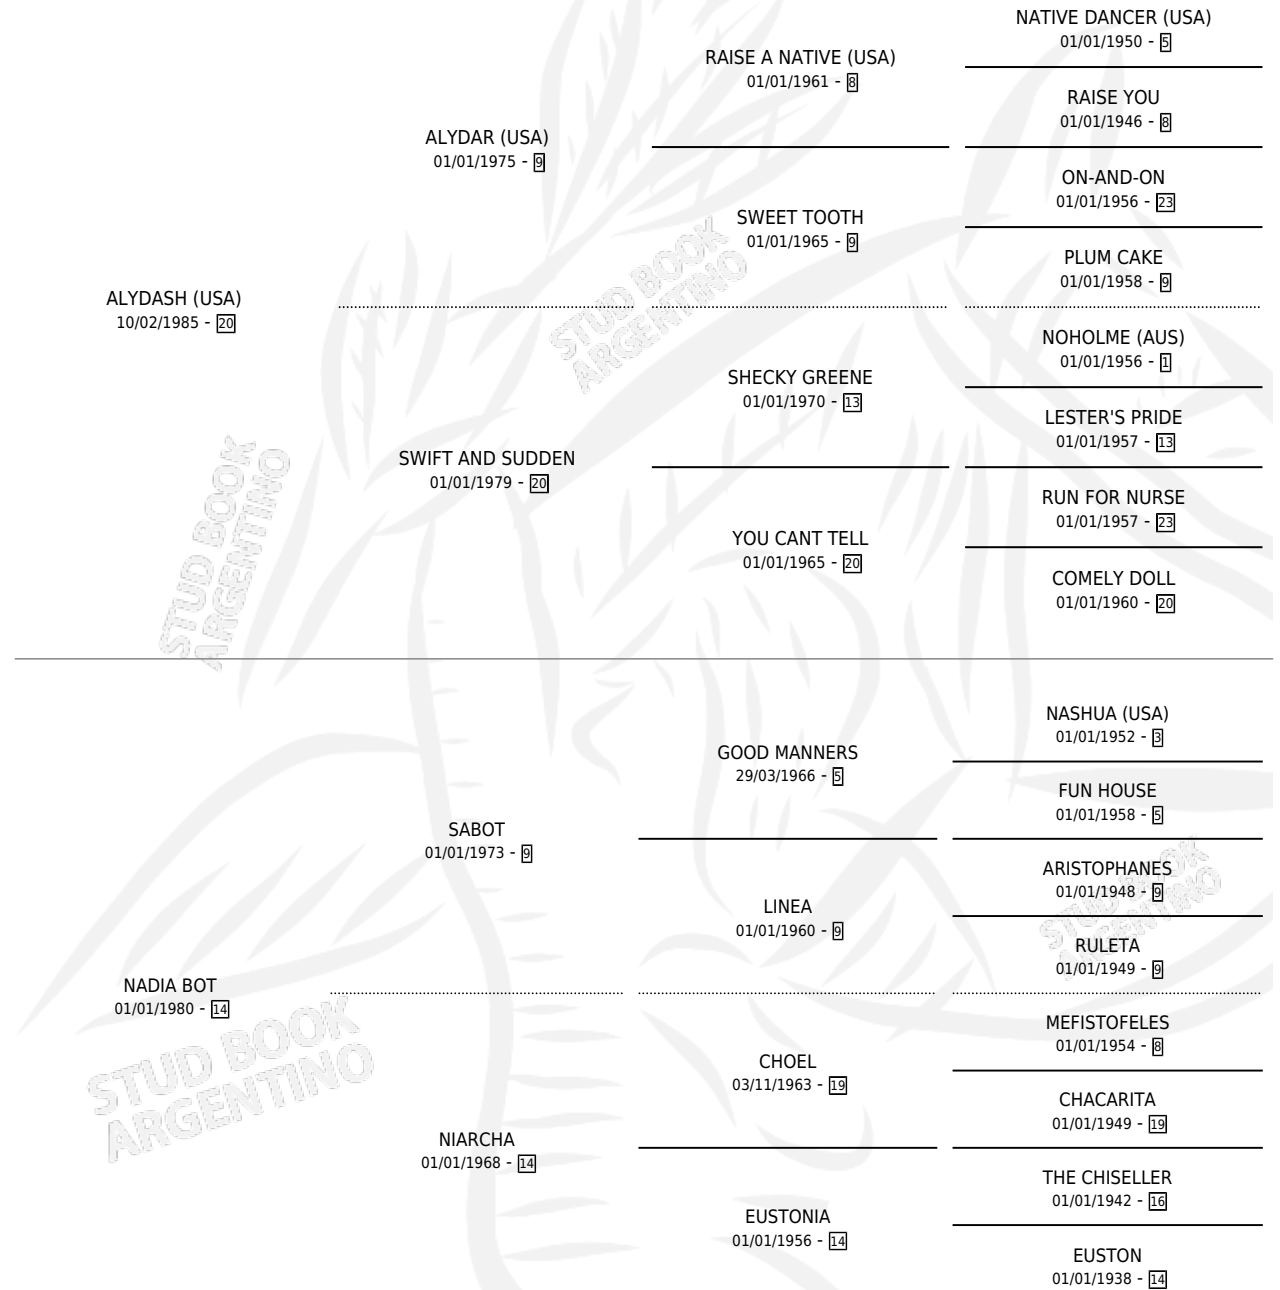 NATIVE DANCER (USA)
01/01/1950 - 5
RAISE A NATIVE (USA)
01/01/1961 - 8
RAISE YOU
01/01/1946 - 8
ALYDAR (USA)
01/01/1975 - 9
ON-AND-ON
01/01/1956 - 23
SWEET TOOTH
01/01/1965 - 9
PLUM CAKE
01/01/1958 - 9
ALYDASH (USA)
10/02/1985 - 20
NOHOLME (AUS)
01/01/1956 - 1
SHECKY GREENE
01/01/1970 - 13
LESTER'S PRIDE
01/01/1957 - 13
SWIFT AND SUDDEN
01/01/1979 - 20
RUN FOR NURSE
01/01/1957 - 23
YOU CANT TELL
01/01/1965 - 20
COMELY DOLL
01/01/1960 - 20
NASHUA (USA)
01/01/1952 - 3
GOOD MANNERS
29/03/1966 - 5
FUN HOUSE
01/01/1958 - 5
SABOT
01/01/1973 - 9
ARISTOPHANES
01/01/1948 - 9
LINEA
01/01/1960 - 9
RULETA
01/01/1949 - 9
NADIA BOT
01/01/1980 - 14
MEFISTOFELES
01/01/1954 - 8
CHOEL
03/11/1963 - 19
CHACARITA
01/01/1949 - 19
NIARCHA
01/01/1968 - 14
THE CHISELLER
01/01/1942 - 16
EUSTONIA
01/01/1956 - 14
EUSTON
01/01/1938 - 14
STUD BOOK
ARGENTINO
STUD BOOK
ARGENTINO
STUD BOOK
ARGENTINO
STUD BOOK
ARGENTINO